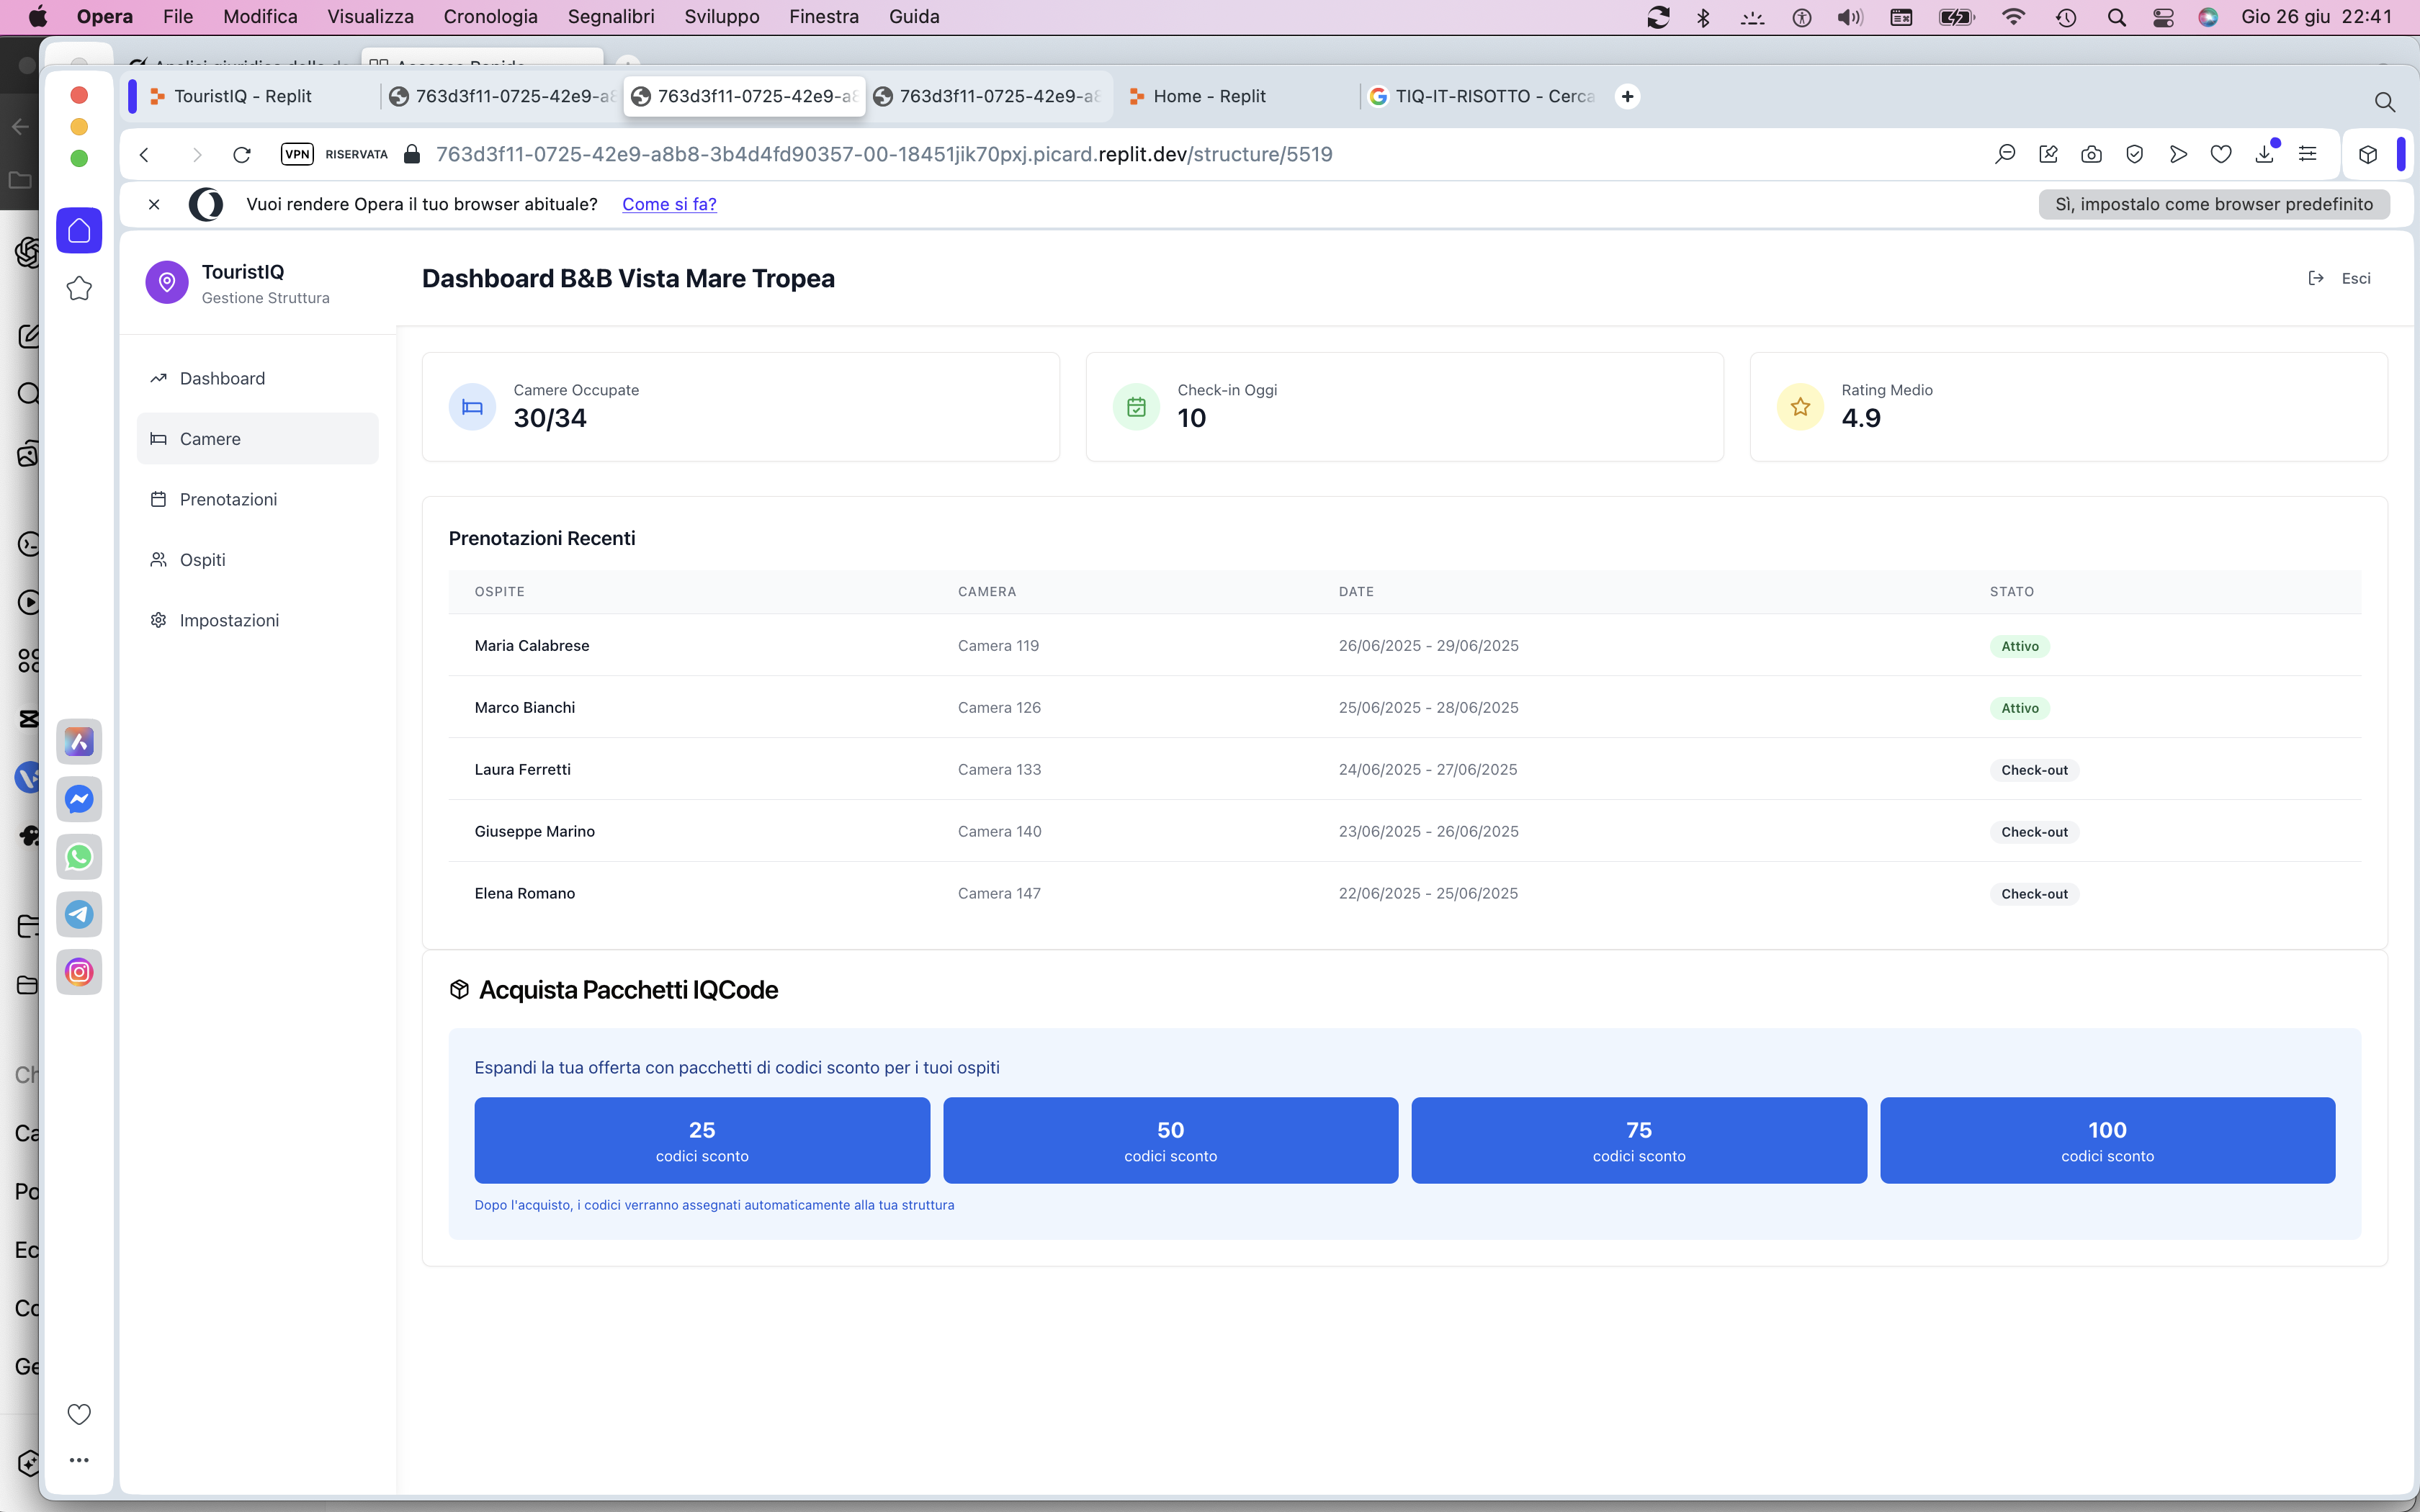 Opera File Modifica Visualizza Cronologia Segnalibri Sviluppo Finestra Guida Gio 26 giu 22:41
TouristIQ - Replit 763d3f11-0725-42e9-a8 763d3f11-0725-42e9-a8 763d3f11-0725-42e9-a8 Home - Replit TIQ-IT-RISOTTO - Cerca
VPN RISERVATA 763d3f11-0725-42e9-a8b8-3b4d4fd90357-00-18451jik70pxj.picard.replit.dev/structure/5519
Vuoi rendere Opera il tuo browser abituale? Come si fa? Sì, impostalo come browser predefinito
TouristIQ
Gestione Struttura
Dashboard B&B Vista Mare Tropea
Esci
Dashboard
Camere
Prenotazioni
Ospiti
Impostazioni
Camere Occupate
30/34
Check-in Oggi
10
Rating Medio
4.9
Prenotazioni Recenti
OSPITE CAMERA DATE STATO
Maria Calabrese Camera 119 26/06/2025 - 29/06/2025 Attivo
Marco Bianchi Camera 126 25/06/2025 - 28/06/2025 Attivo
Laura Ferretti Camera 133 24/06/2025 - 27/06/2025 Check-out
Giuseppe Marino Camera 140 23/06/2025 - 26/06/2025 Check-out
Elena Romano Camera 147 22/06/2025 - 25/06/2025 Check-out
Acquista Pacchetti IQCode
Espandi la tua offerta con pacchetti di codici sconto per i tuoi ospiti
25
codici sconto
50
codici sconto
75
codici sconto
100
codici sconto
Dopo l'acquisto, i codici verranno assegnati automaticamente alla tua struttura
Ch
Ca
Po
Ec
Co
Ge